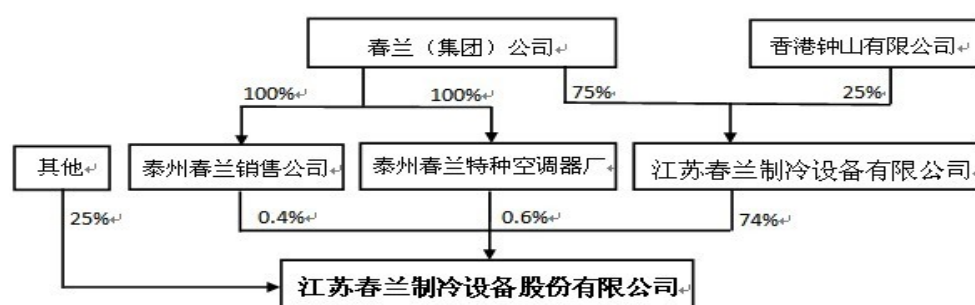 春兰（集团）公司
香港钟山有限公司
100%
100%
75%
25%
其他
泰州春兰销售公司
泰州春兰特种空调器厂
江苏春兰制冷设备有限公司
25%
0.4%
0.6%
74%
江苏春兰制冷设备股份有限公司